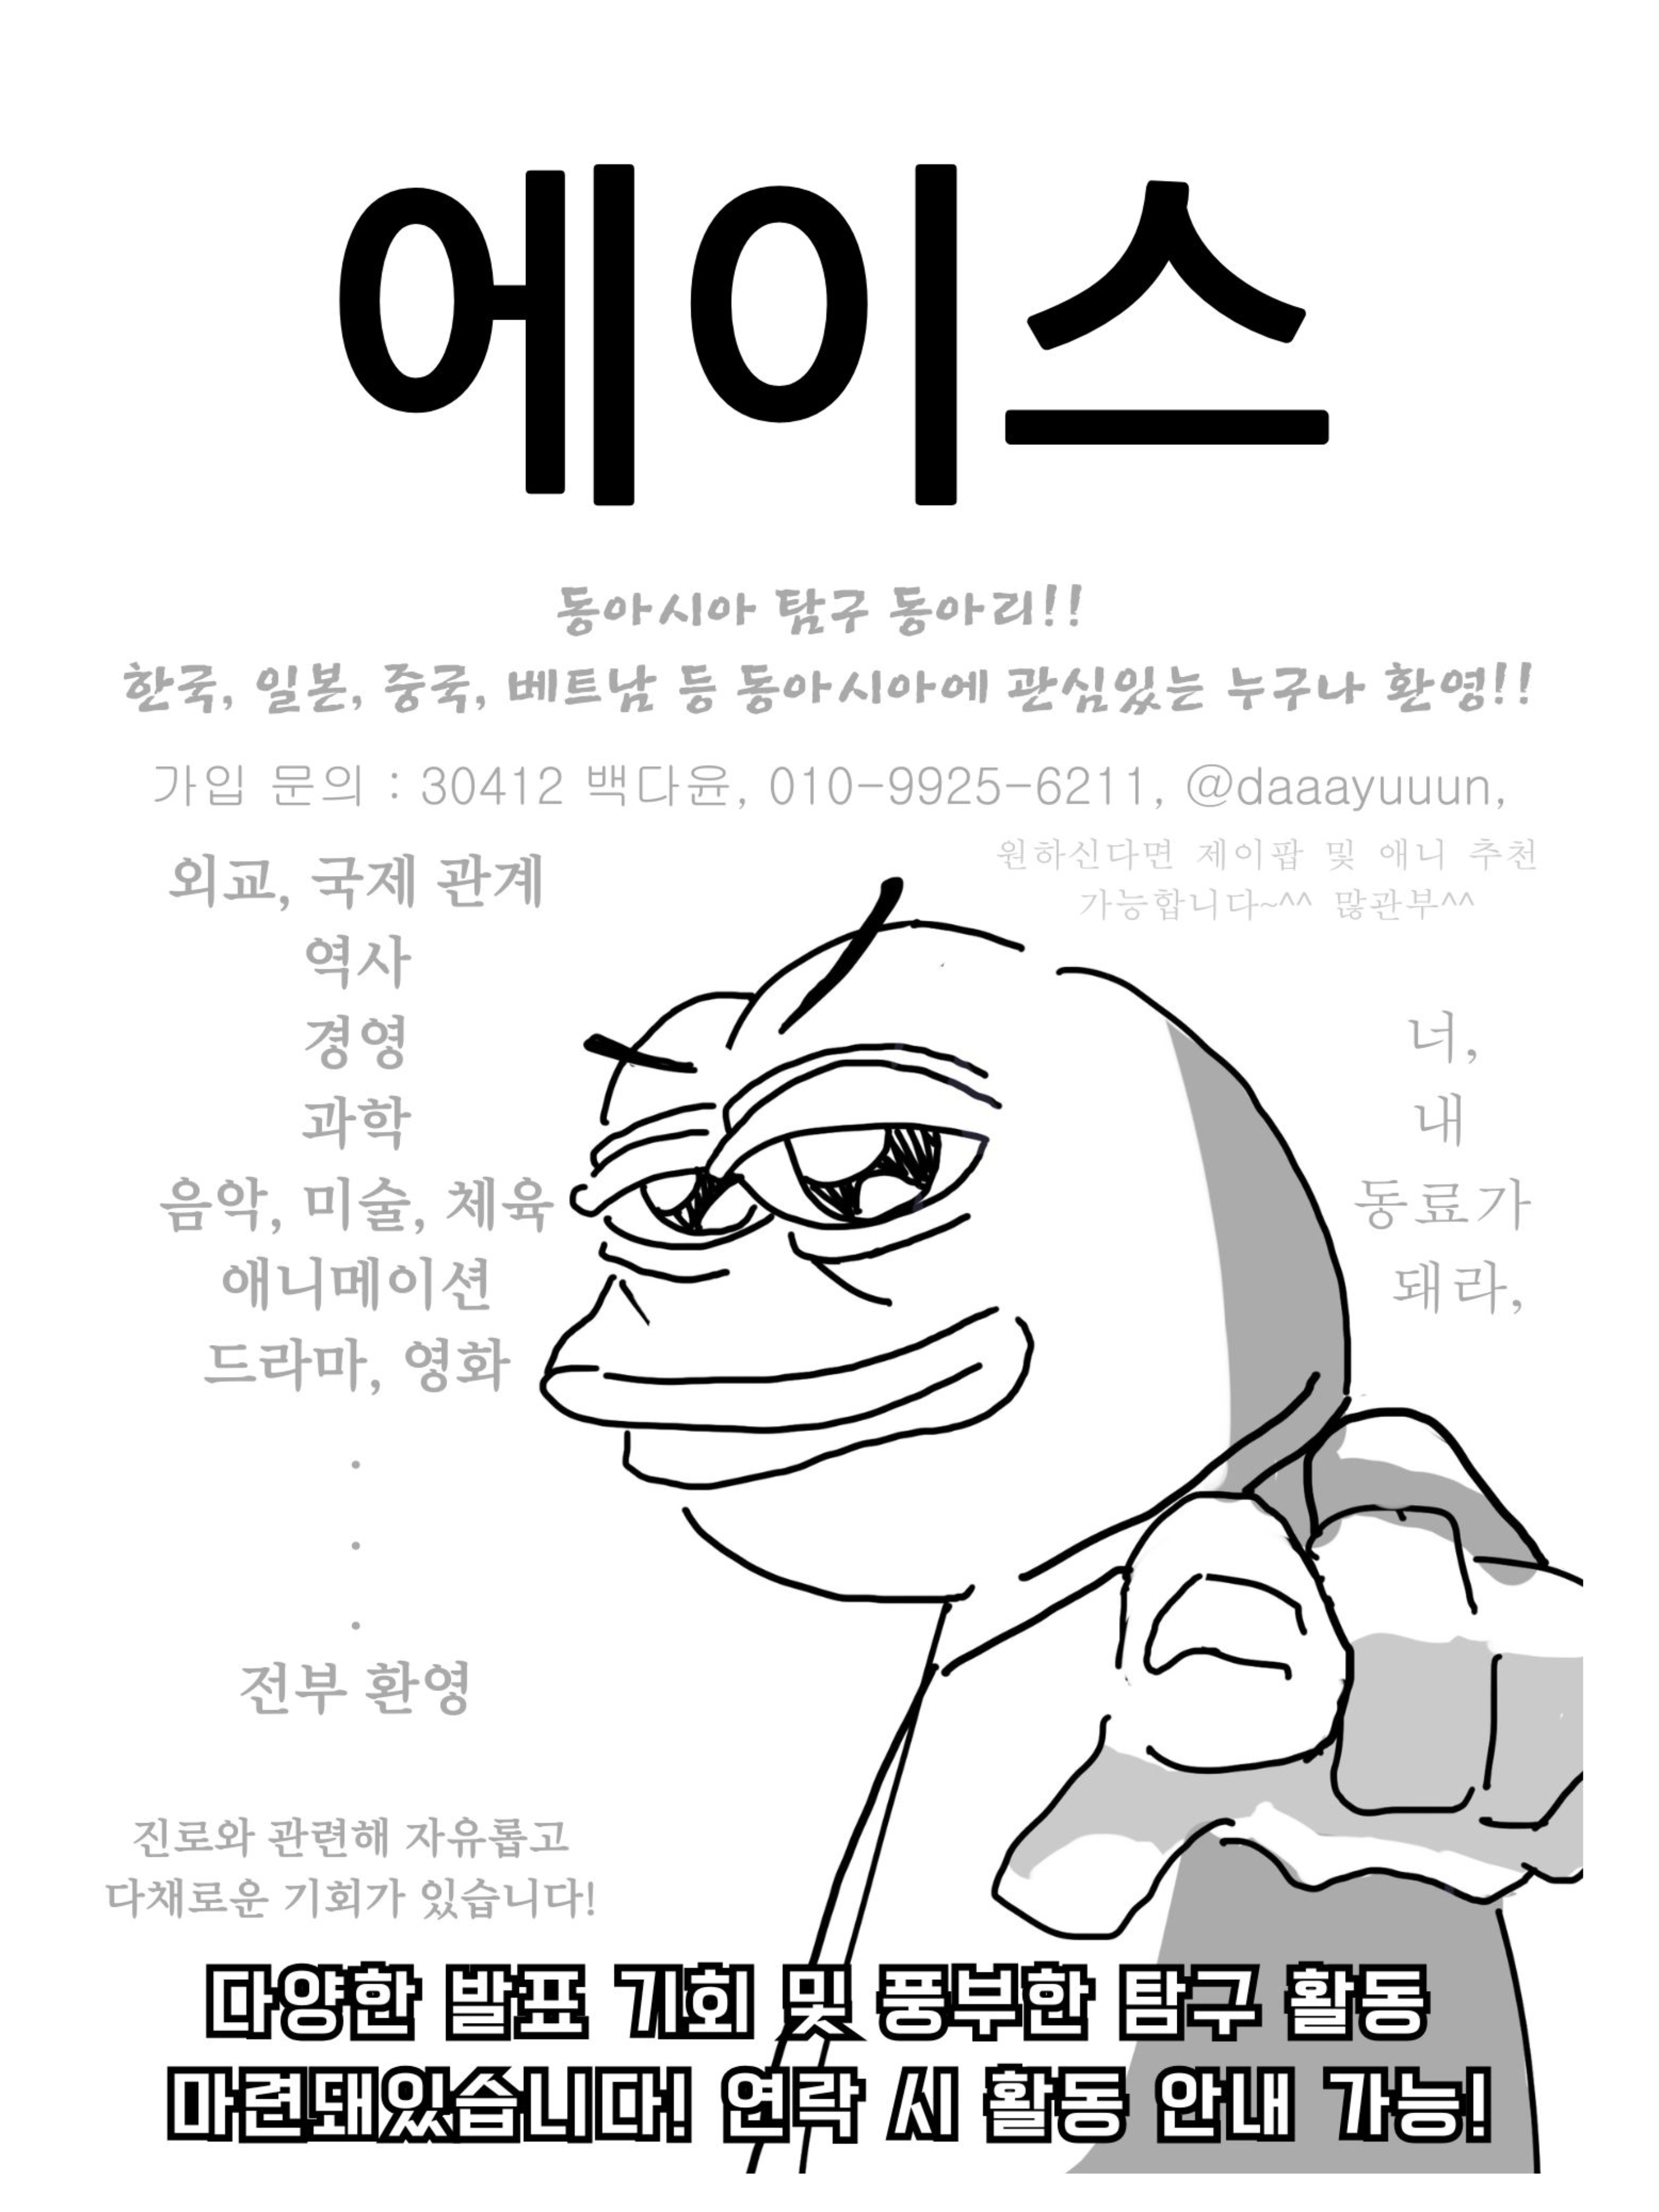 에이스
동아시아 탐구 동아리!!
한국, 일본, 중국, 베트남 등 동아시아에 관심있는 누구나 환영!!
가입 문의 : 30412 백다윤, 010-9925-6211, @daaayuuun,
원하신다면 제이팝 및 애니 추천
가능합니다~^^ 많관부^^
외교, 국제 관계
역사
경영
과학
음악, 미술, 체육
애니메이션
드라마, 영화
.
.
.
전부 환영
너,
내
동료가
돼라,
진로와 관련해 자유롭고
다채로운 기회가 있습니다!
다양한 발표 기회 및 풍부한 탐구 활동
마련돼있습니다! 연락 시 활동 안내 가능!